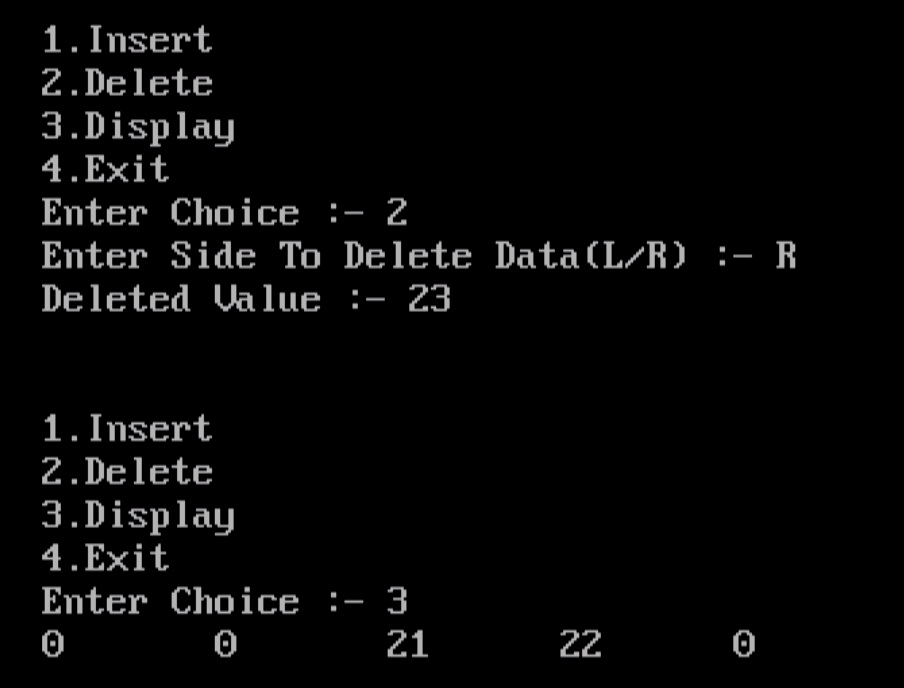 1.Insert
2.Delete
3.Display
4.Exit
Enter Choice :- 2
Enter Side To Delete Data(L/R) :- R
Deleted Value :- 23
1.Insert
2.Delete
3.Display
4.Exit
Enter Choice :- 3
0 0 21 22 0